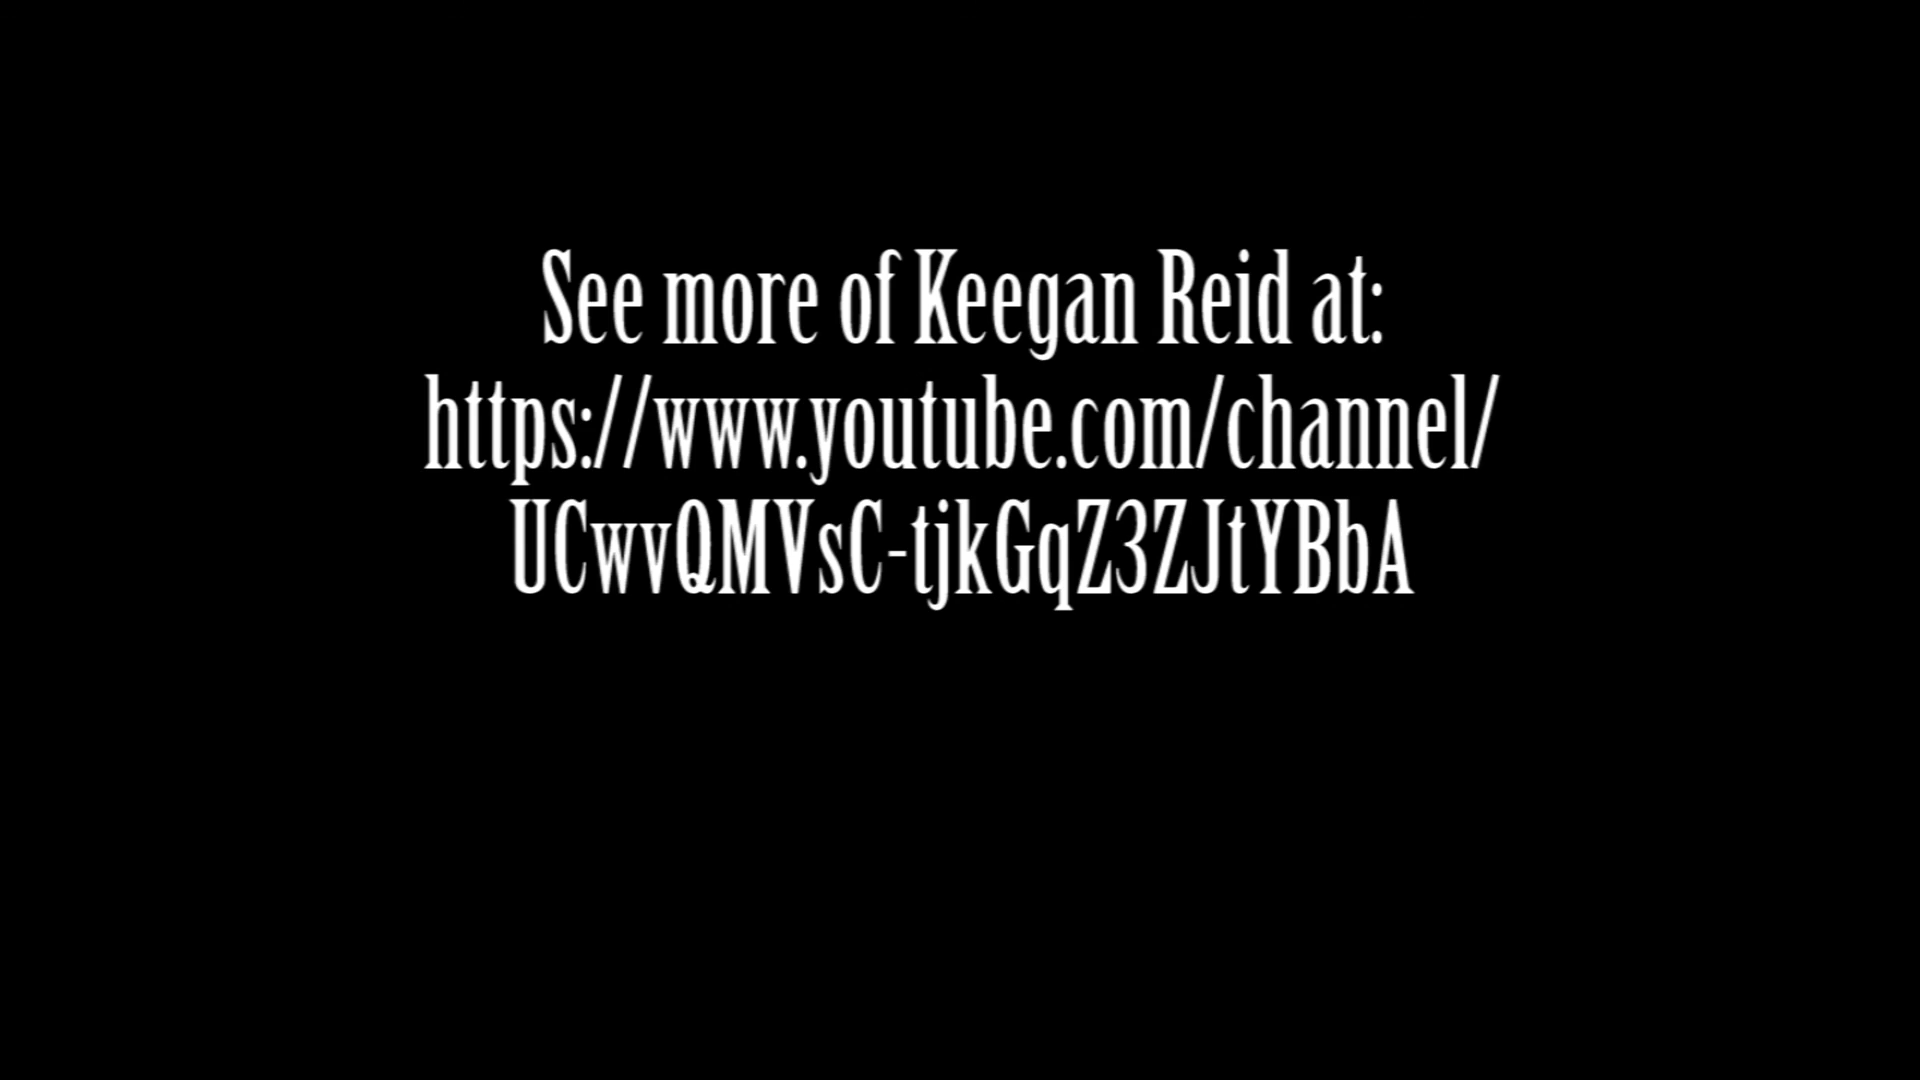 See more of Keegan Reid at:
https://www.youtube.com/channel/
UCwvQMVsC-tjkGqZ3ZJtYBbA